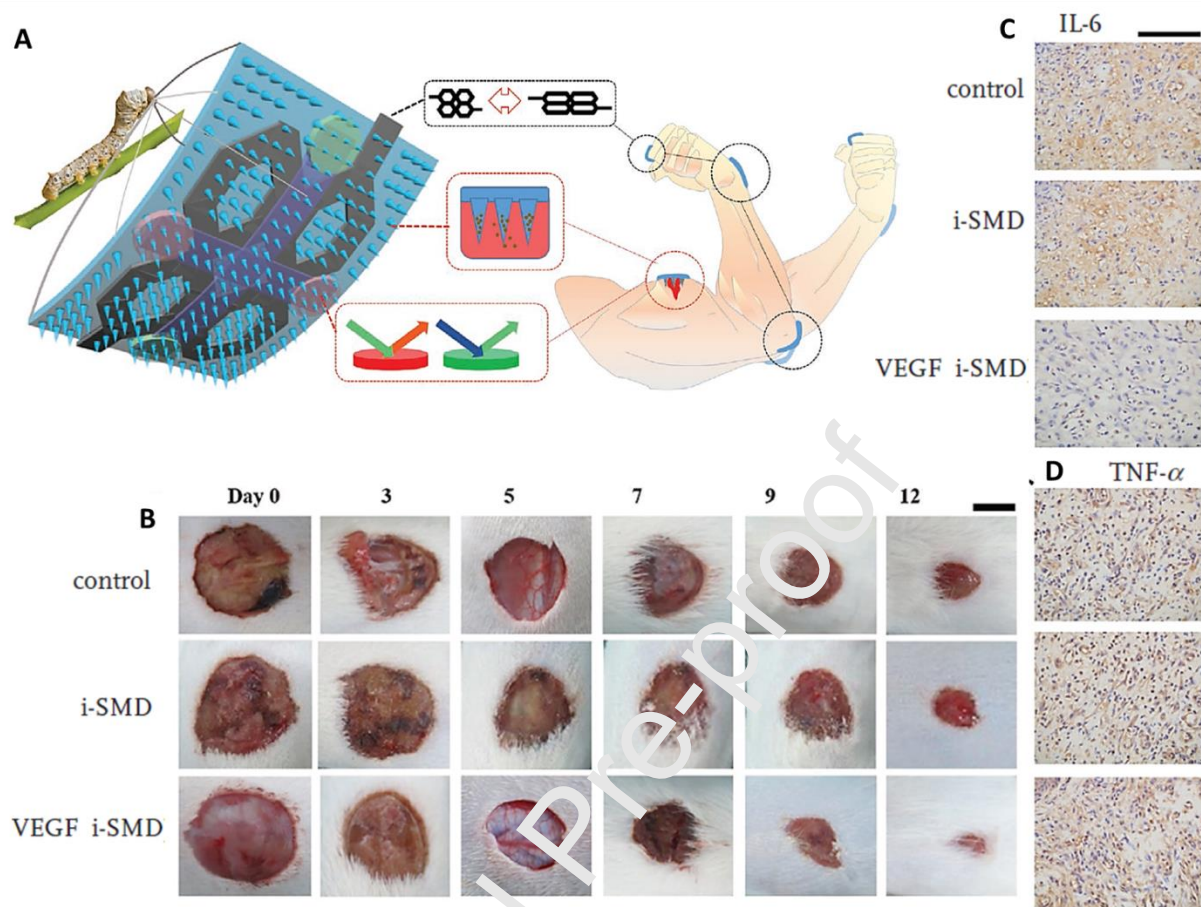 A
C
IL-6
control
i-SMD
VEGF i-SMD
D
TNF-α
B
Day 0 3 5 7 9 12
control
i-SMD
VEGF i-SMD
Pre-proof